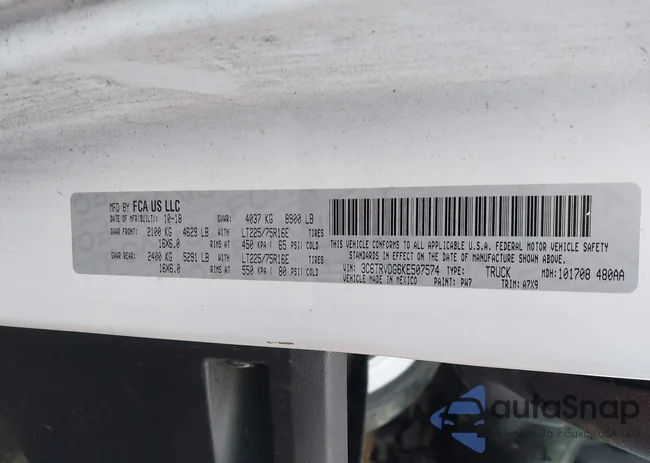 MFD BY FCA US LLC
DATE OF MFR(BUILT): 10-18 GVWR: 4037 KG 8900 LB
GWAR FRONT: 2100 KG 4629 LB W LT225/75R16E TIRES
16X6.0 RIMS AT 450 KPA ( 65 PSI) COLD
GWAR REAR: 2400 KG 5291 LB W LT225/75R16E TIRES
16X6.0 RIMS AT 550 KPA ( 80 PSI) COLD
THIS VEHICLE CONFORMS TO ALL APPLICABLE U.S.A. FEDERAL MOTOR VEHICLE SAFETY
STANDARDS IN EFFECT ON THE DATE OF MANUFACTURE SHOWN ABOVE.
VIN: 3C6TRVDG6KE507574 TYPE: TRUCK MDH: 101708 480AA
VEHICLE MADE IN MEXICO PAINT: PW7 TRIM: A7X9
autoSnap